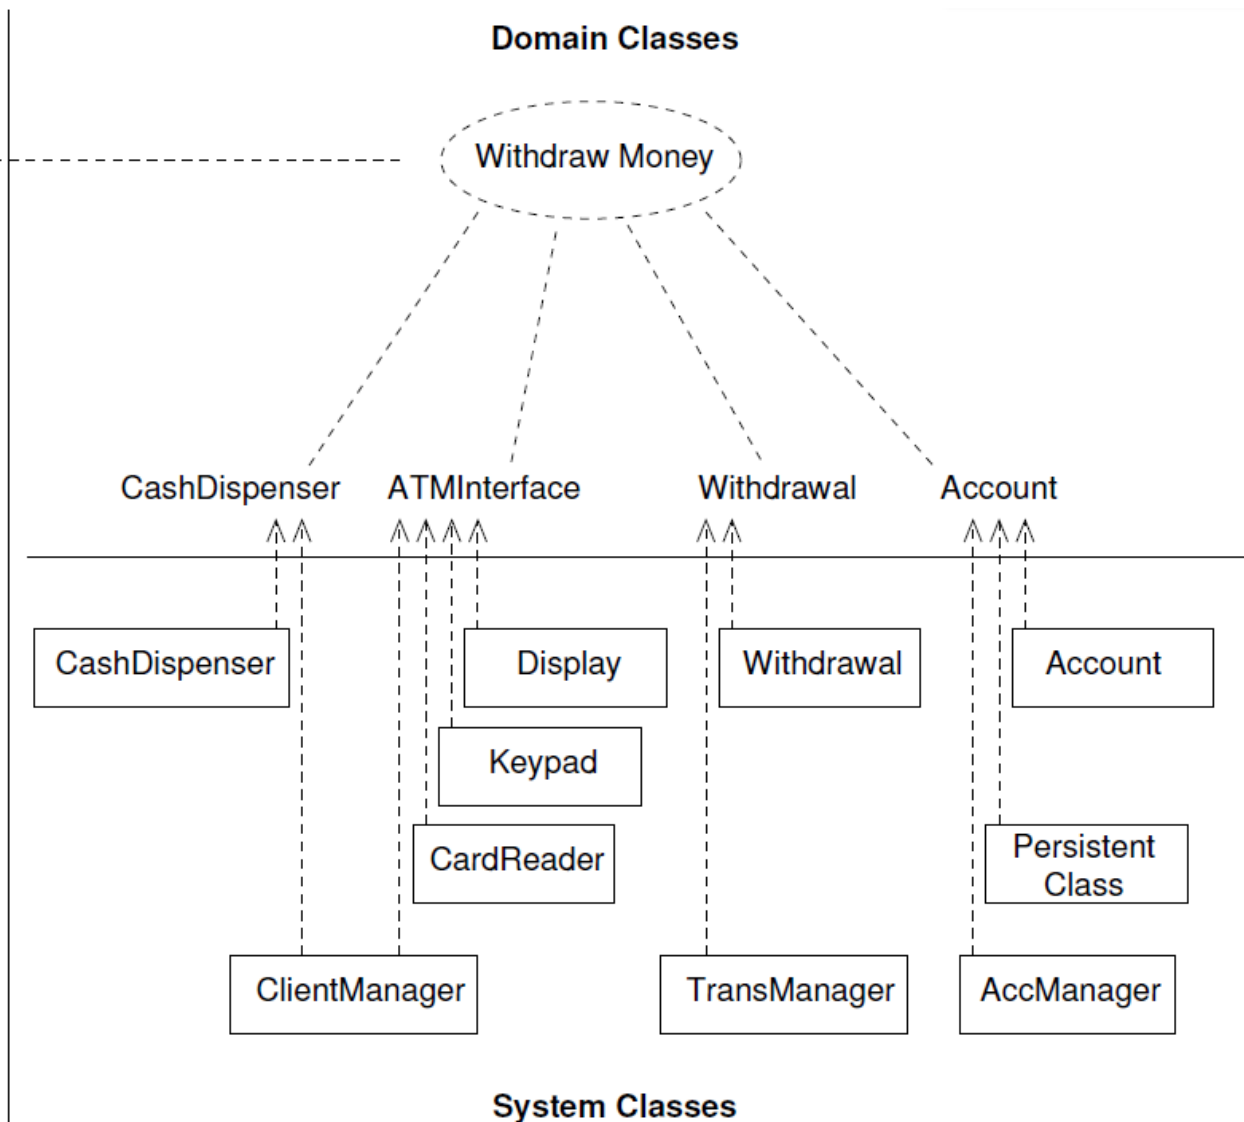 Domain Classes
Withdraw Money
CashDispenser
ATMInterface
Withdrawal
Account
CashDispenser
Display
Withdrawal
Account
Keypad
CardReader
Persistent
Class
ClientManager
TransManager
AccManager
System Classes